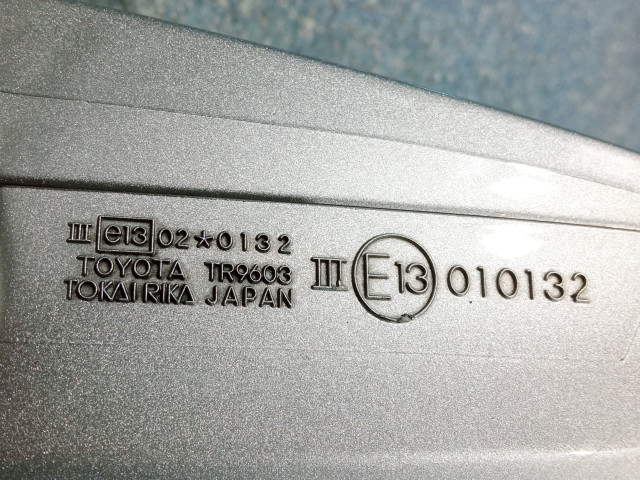 III e13 02★0132
TOYOTA TR9603
TOKAI RIKA JAPAN
III E13 010132